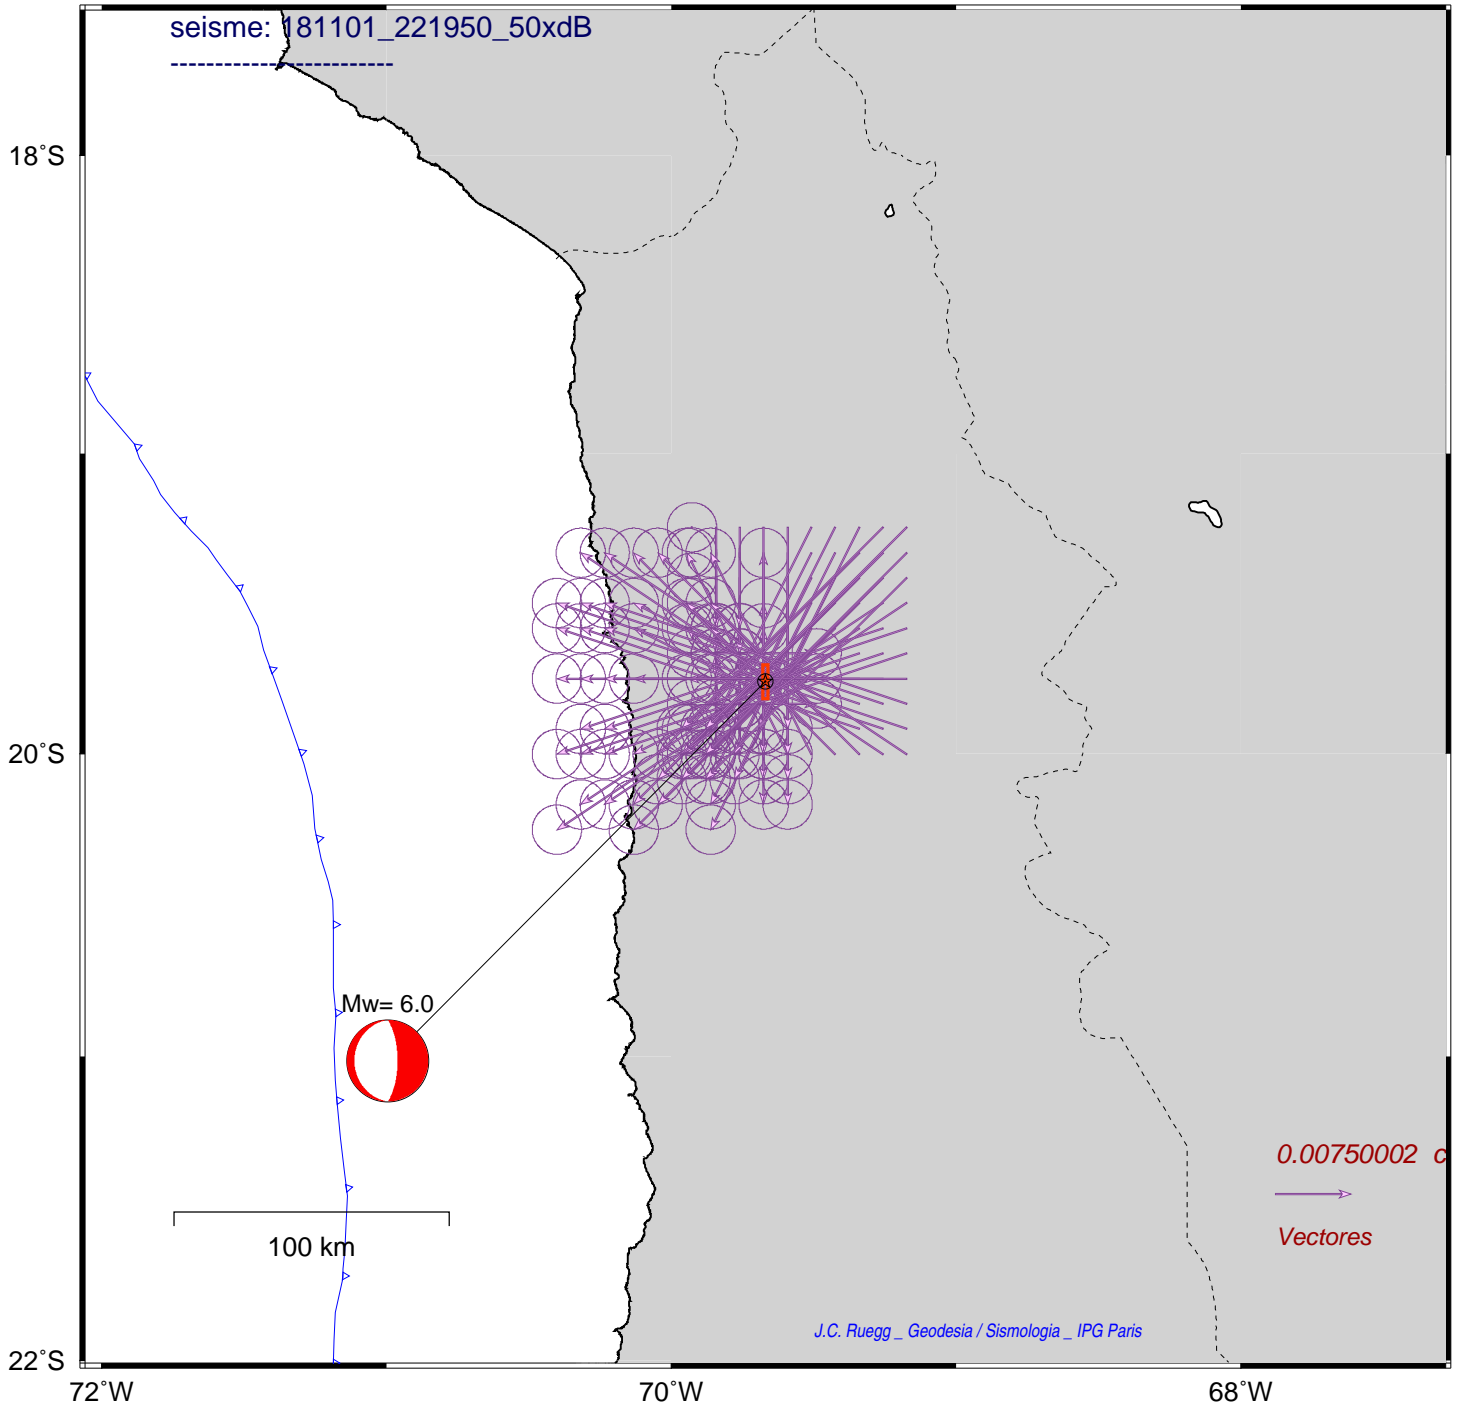 seisme: 181101_221950_50xdB
--------------------------
18°S
20°S
Mw= 6.0
0.00750002 c
100 km
Vectores
J.C. Ruegg _ Geodesia / Sismologia _ IPG Paris
22°S
72°W
70°W
68°W